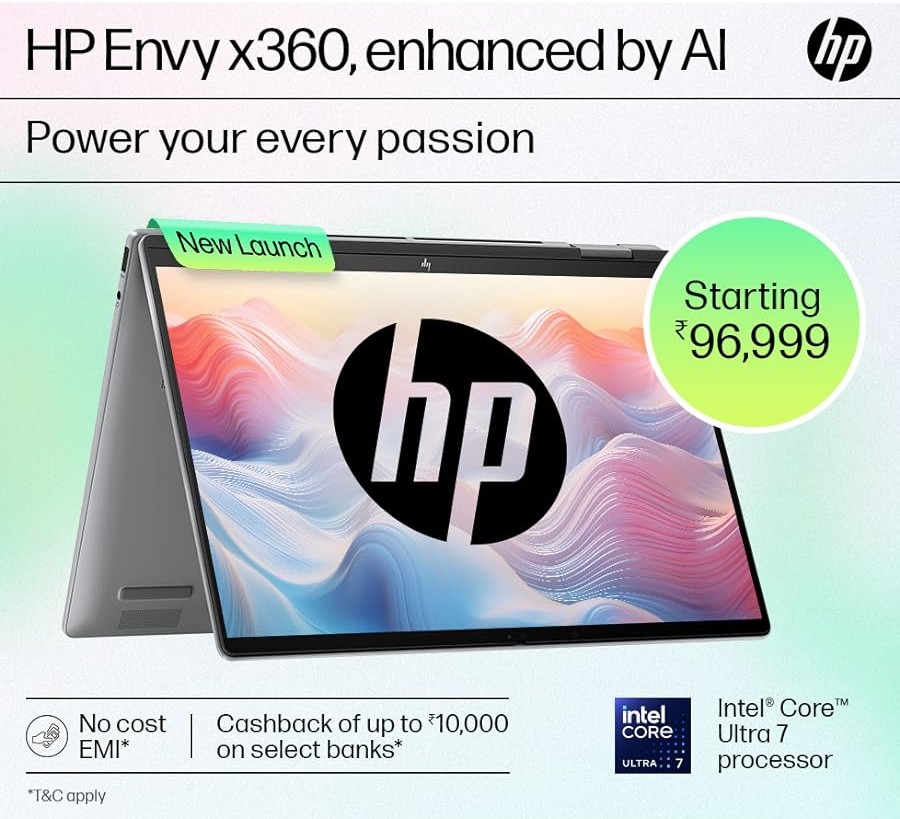 HP Envy x360, enhanced by AI
hp
Power your every passion
New Launch
hp
hp
Starting
₹96,999
No cost
EMI*
Cashback of up to ₹10,000
on select banks*
*T&C apply
intel
CORE
ULTRA 7
Intel® Core™
Ultra 7
processor